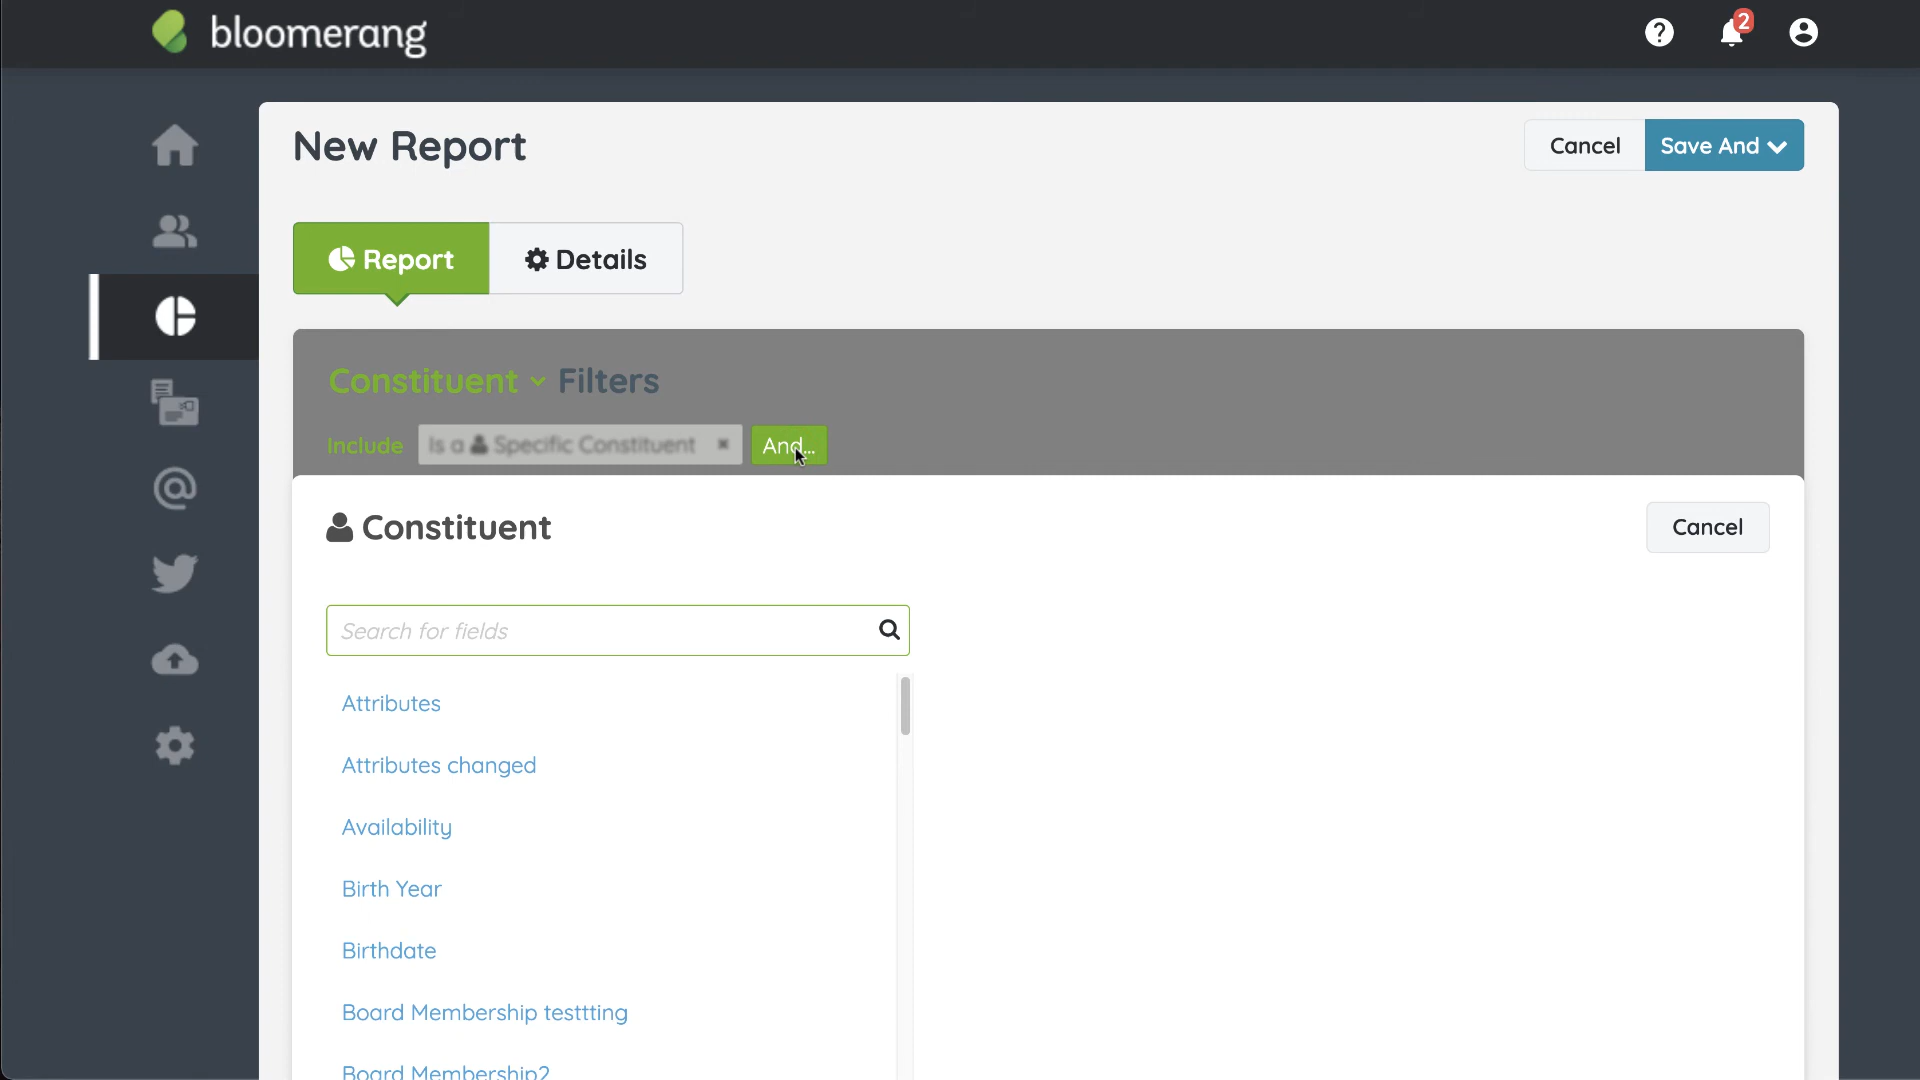 bloomerang
2
New Report
Cancel
Save And
Report
Details
Constituent Filters
Include Is a Specific Constituent × And...
Constituent
Cancel
Search for fields
Attributes
Attributes changed
Availability
Birth Year
Birthdate
Board Membership testtting
Board Membership2